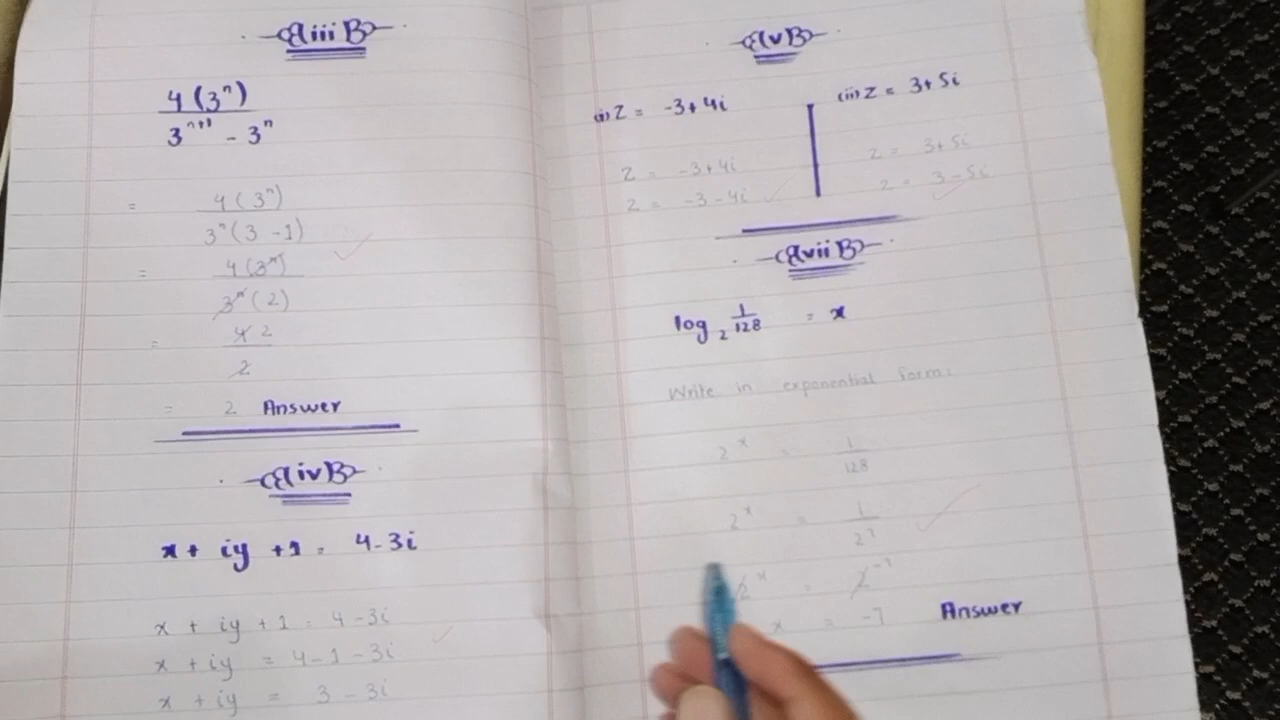 iii
4 (3ⁿ)
3ⁿ⁺¹ - 3ⁿ
= 4 (3ⁿ)
3ⁿ (3 - 1)
= 4 (3ⁿ)
3ⁿ (2)
= 4 2
2
= 2 Answer
iv
x + iy + 1 = 4 - 3i
x + iy + 1 = 4 - 3i
x + iy = 4 - 1 - 3i
x + iy = 3 - 3i
v
(i) Z = -3 + 4i
z = -3 + 4i
z = -3 - 4i
(ii) Z = 3 + 5i
z = 3 + 5i
z = 3 - 5i
vii
log₂ 1/128 = x
Write in exponential form:
2ˣ = 1/128
2ˣ = 1/2⁷
2ˣ = 2⁻⁷
x = -7 Answer